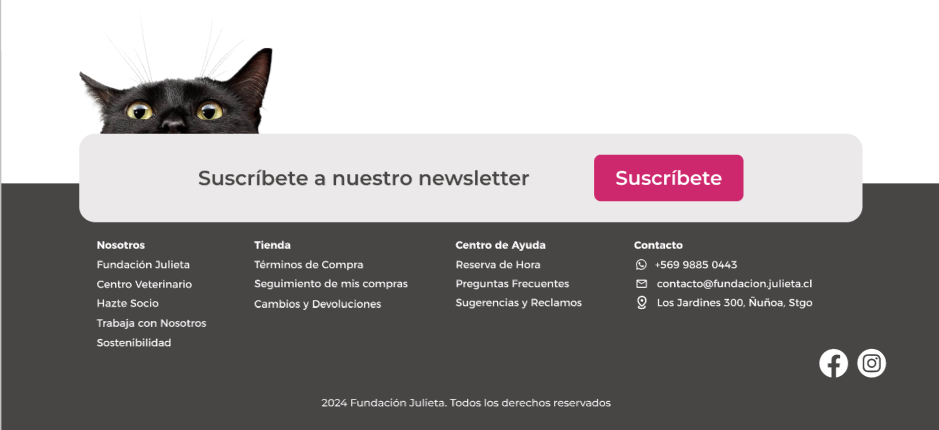 Suscríbete a nuestro newsletter
Suscríbete
Nosotros
Fundación Julieta
Centro Veterinario
Hazte Socio
Trabaja con Nosotros
Sostenibilidad
Tienda
Términos de Compra
Seguimiento de mis compras
Cambios y Devoluciones
Centro de Ayuda
Reserva de Hora
Preguntas Frecuentes
Sugerencias y Reclamos
Contacto
+569 9885 0443
contacto@fundacion.julieta.cl
Los Jardines 300, Ñuñoa, Stgo
2024 Fundación Julieta. Todos los derechos reservados